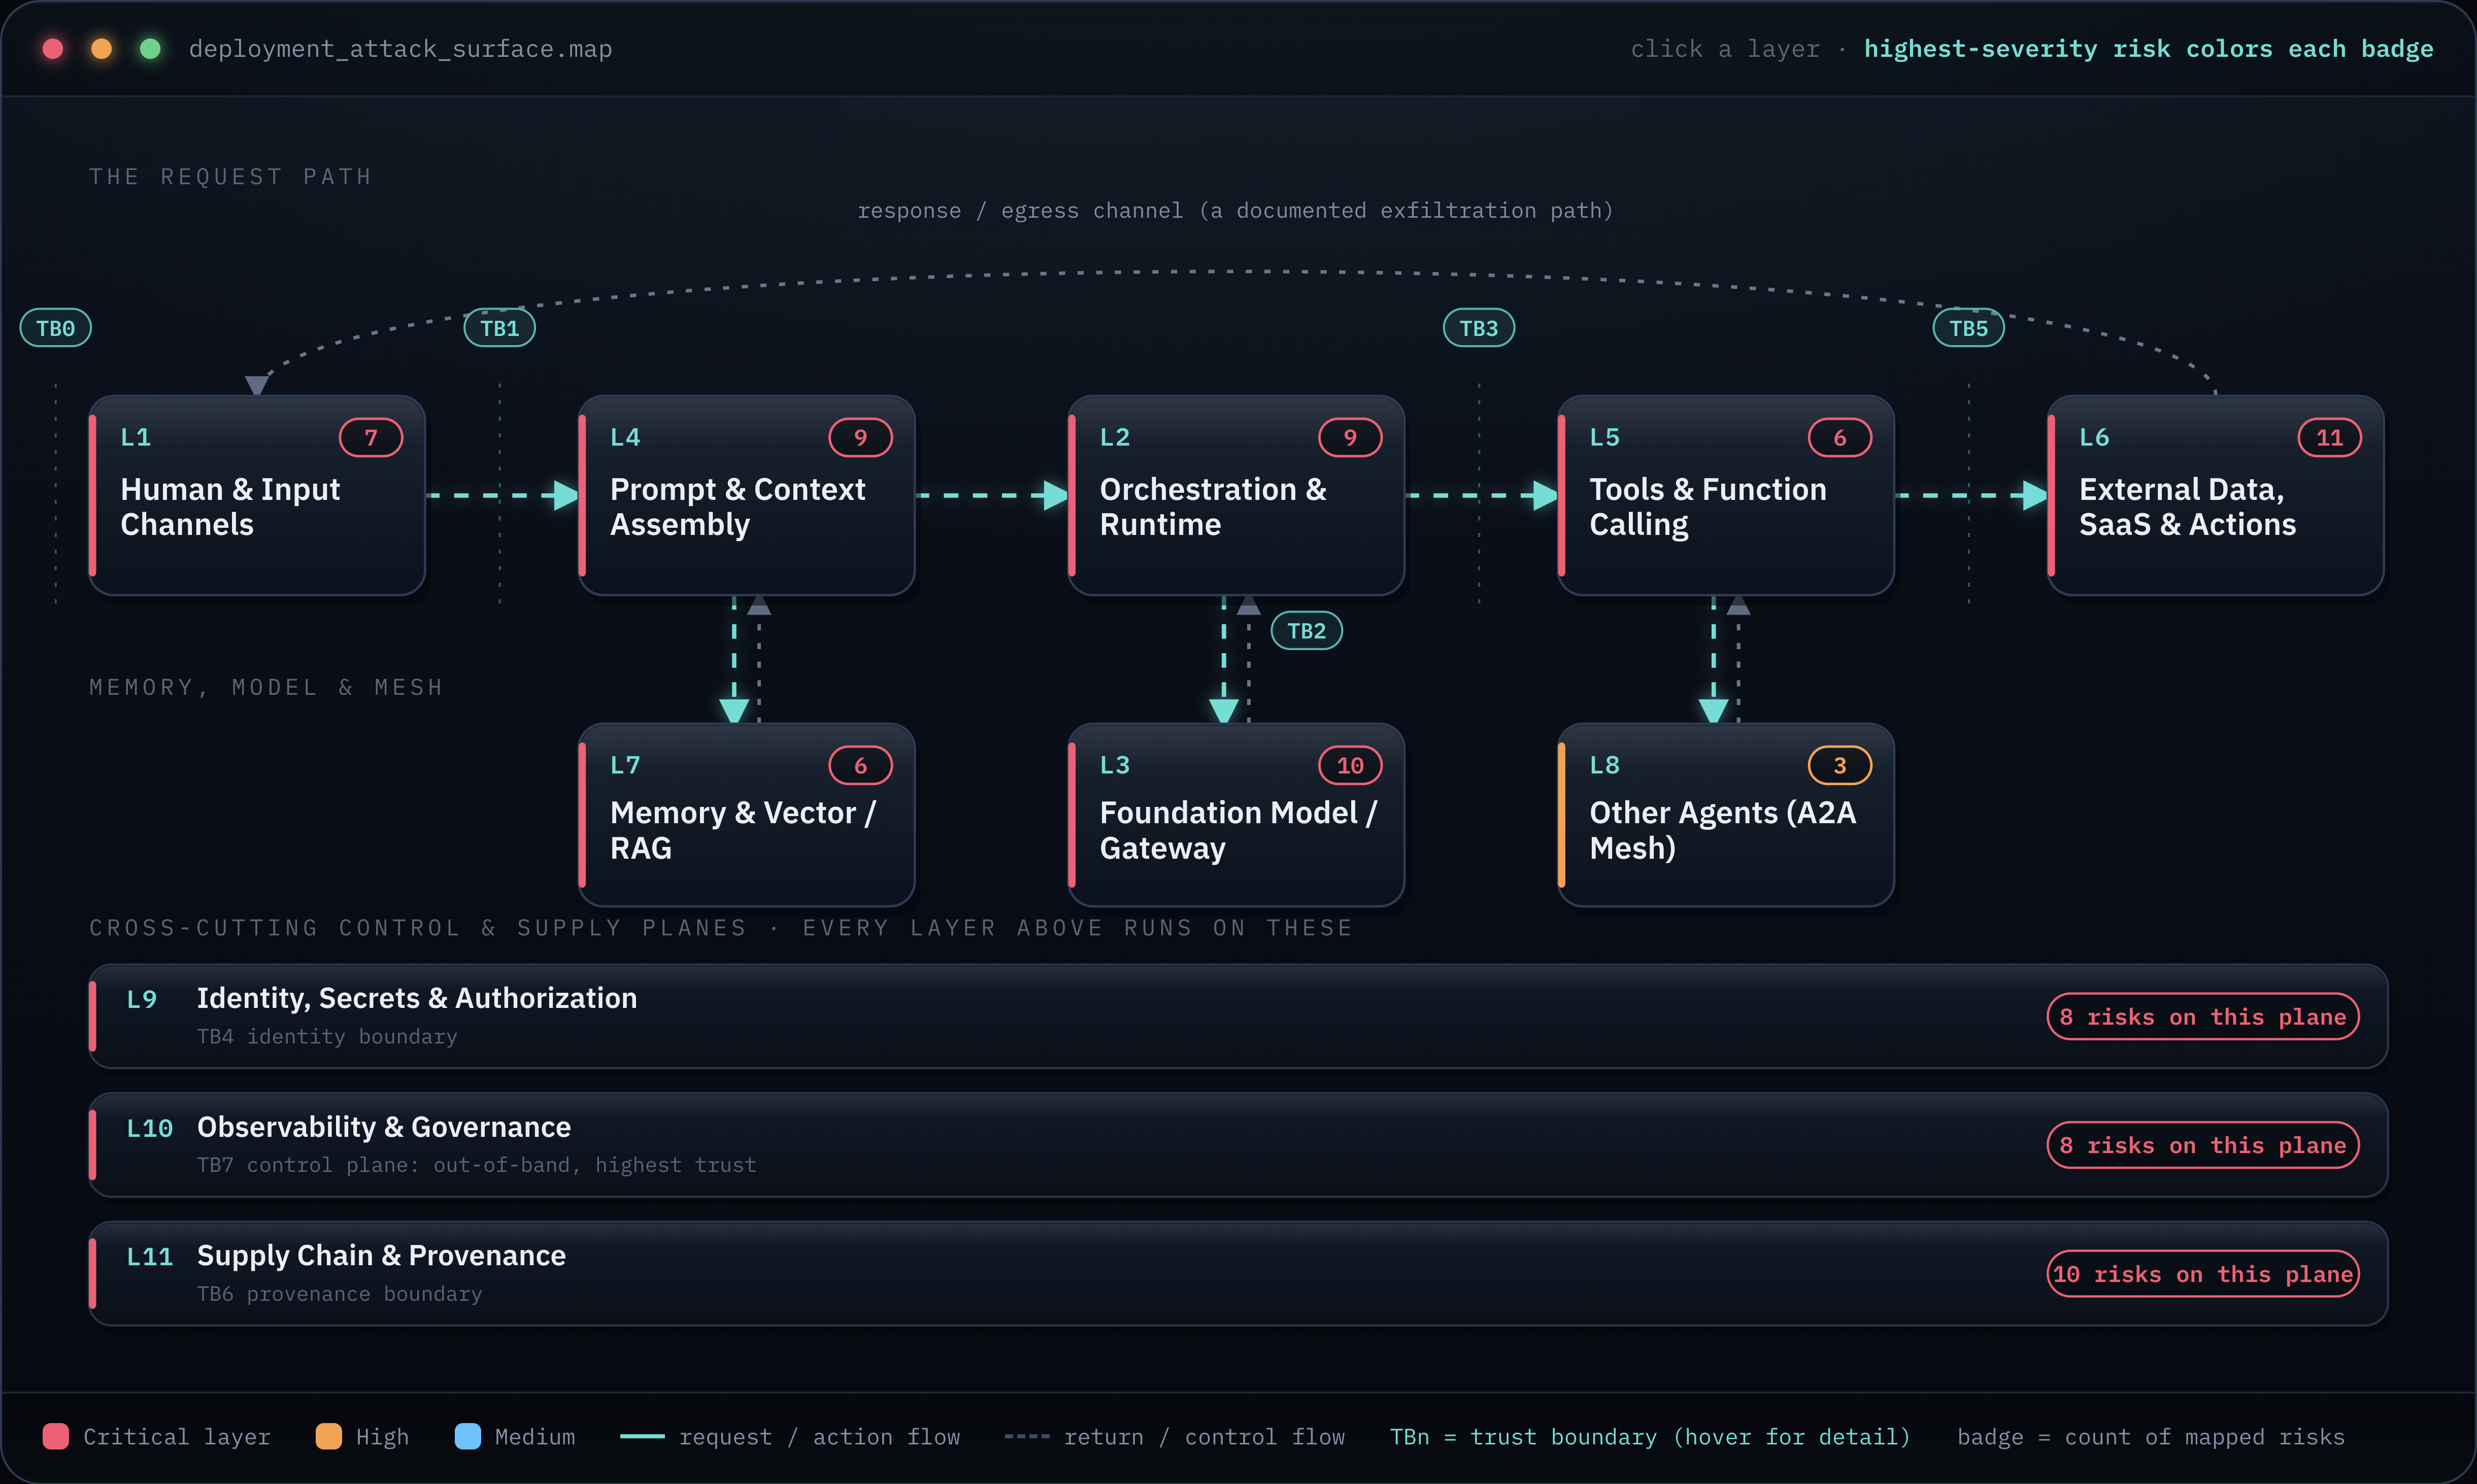 deployment_attack_surface.map
click a layer · highest-severity risk colors each badge
THE REQUEST PATH
response / egress channel (a documented exfiltration path)
TB0
TB1
TB3
TB5
L1
7
Human & Input
Channels
L4
9
Prompt & Context
Assembly
L2
9
Orchestration &
Runtime
L5
6
Tools & Function
Calling
L6
11
External Data,
SaaS & Actions
TB2
MEMORY, MODEL & MESH
L7
6
Memory & Vector /
RAG
L3
10
Foundation Model /
Gateway
L8
3
Other Agents (A2A
Mesh)
CROSS-CUTTING CONTROL & SUPPLY PLANES · EVERY LAYER ABOVE RUNS ON THESE
L9 Identity, Secrets & Authorization
TB4 identity boundary
8 risks on this plane
L10 Observability & Governance
TB7 control plane: out-of-band, highest trust
8 risks on this plane
L11 Supply Chain & Provenance
TB6 provenance boundary
10 risks on this plane
Critical layer High Medium request / action flow return / control flow TBn = trust boundary (hover for detail) badge = count of mapped risks